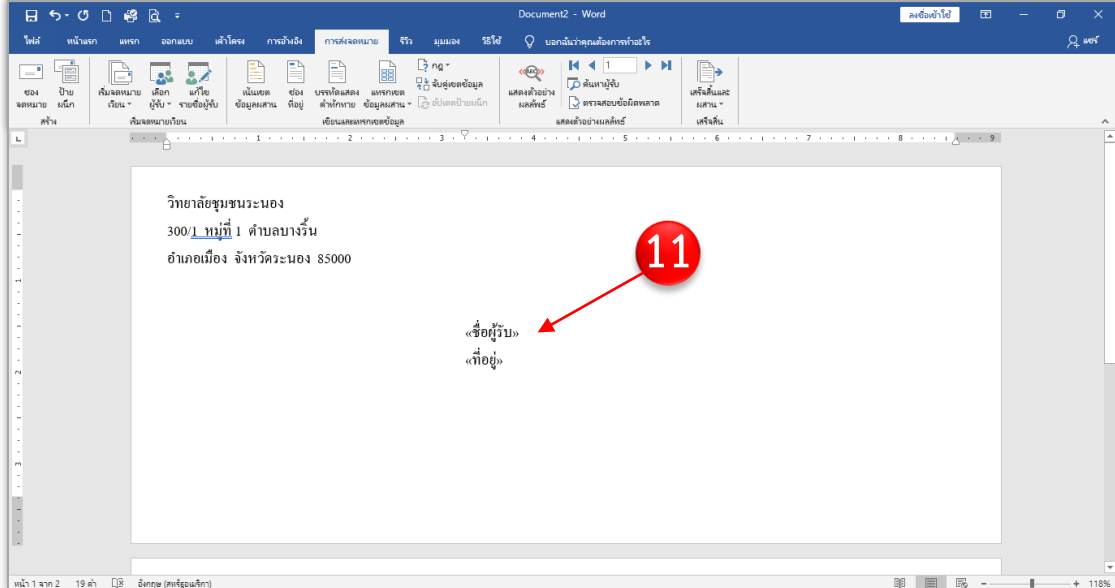 Document2 - Word
ลงชื่อเข้าใช้
ไฟล์ หน้าแรก แทรก ออกแบบ เค้าโครง การอ้างอิง การส่งจดหมาย รีวิว มุมมอง วิธีใช้ บอกฉันว่าคุณต้องการทำอะไร แชร์
ซองจดหมาย
ป้ายผนึก
เริ่มจดหมายเวียน
เลือกผู้รับ
แก้ไขรายชื่อผู้รับ
เน้นเขตข้อมูลผสาน
ช่องที่อยู่
บรรทัดแสดงคำทักทาย
แทรกเขตข้อมูลผสาน
กฎ
จับคู่เขตข้อมูล
อัปเดตป้ายผนึก
«ABC»
แสดงตัวอย่างผลลัพธ์
1
ค้นหาผู้รับ
ตรวจสอบข้อผิดพลาด
เสร็จสิ้นและผสาน
สร้าง เริ่มจดหมายเวียน เขียนและแทรกเขตข้อมูล แสดงตัวอย่างผลลัพธ์ เสร็จสิ้น
1 2 3 4 5 6 7 8 9
วิทยาลัยชุมชนระนอง
300/1 หมู่ที่ 1 ตำบลบางริ้น
อำเภอเมือง จังหวัดระนอง 85000
11
«ชื่อผู้รับ»
«ที่อยู่»
1
2
3
หน้า 1 จาก 2 19 คำ อังกฤษ (สหรัฐอเมริกา) 118%